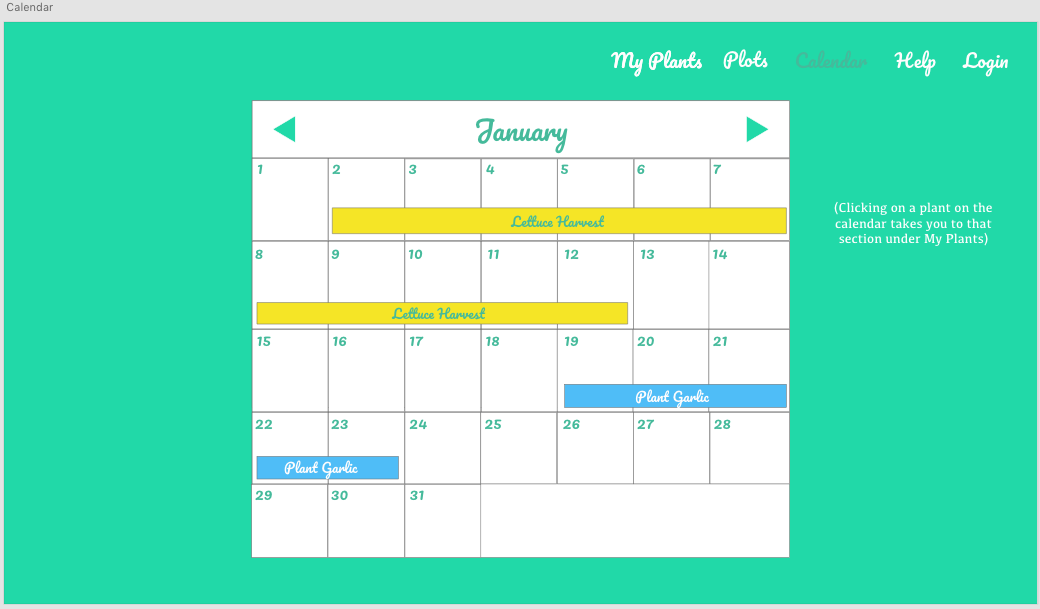 Calendar
My Plants Plots Calendar Help Login
January
1 2 3 4 5 6 7
Lettuce Harvest
(Clicking on a plant on the
calendar takes you to that
section under My Plants)
8 9 10 11 12 13 14
Lettuce Harvest
15 16 17 18 19 20 21
Plant Garlic
22 23 24 25 26 27 28
Plant Garlic
29 30 31